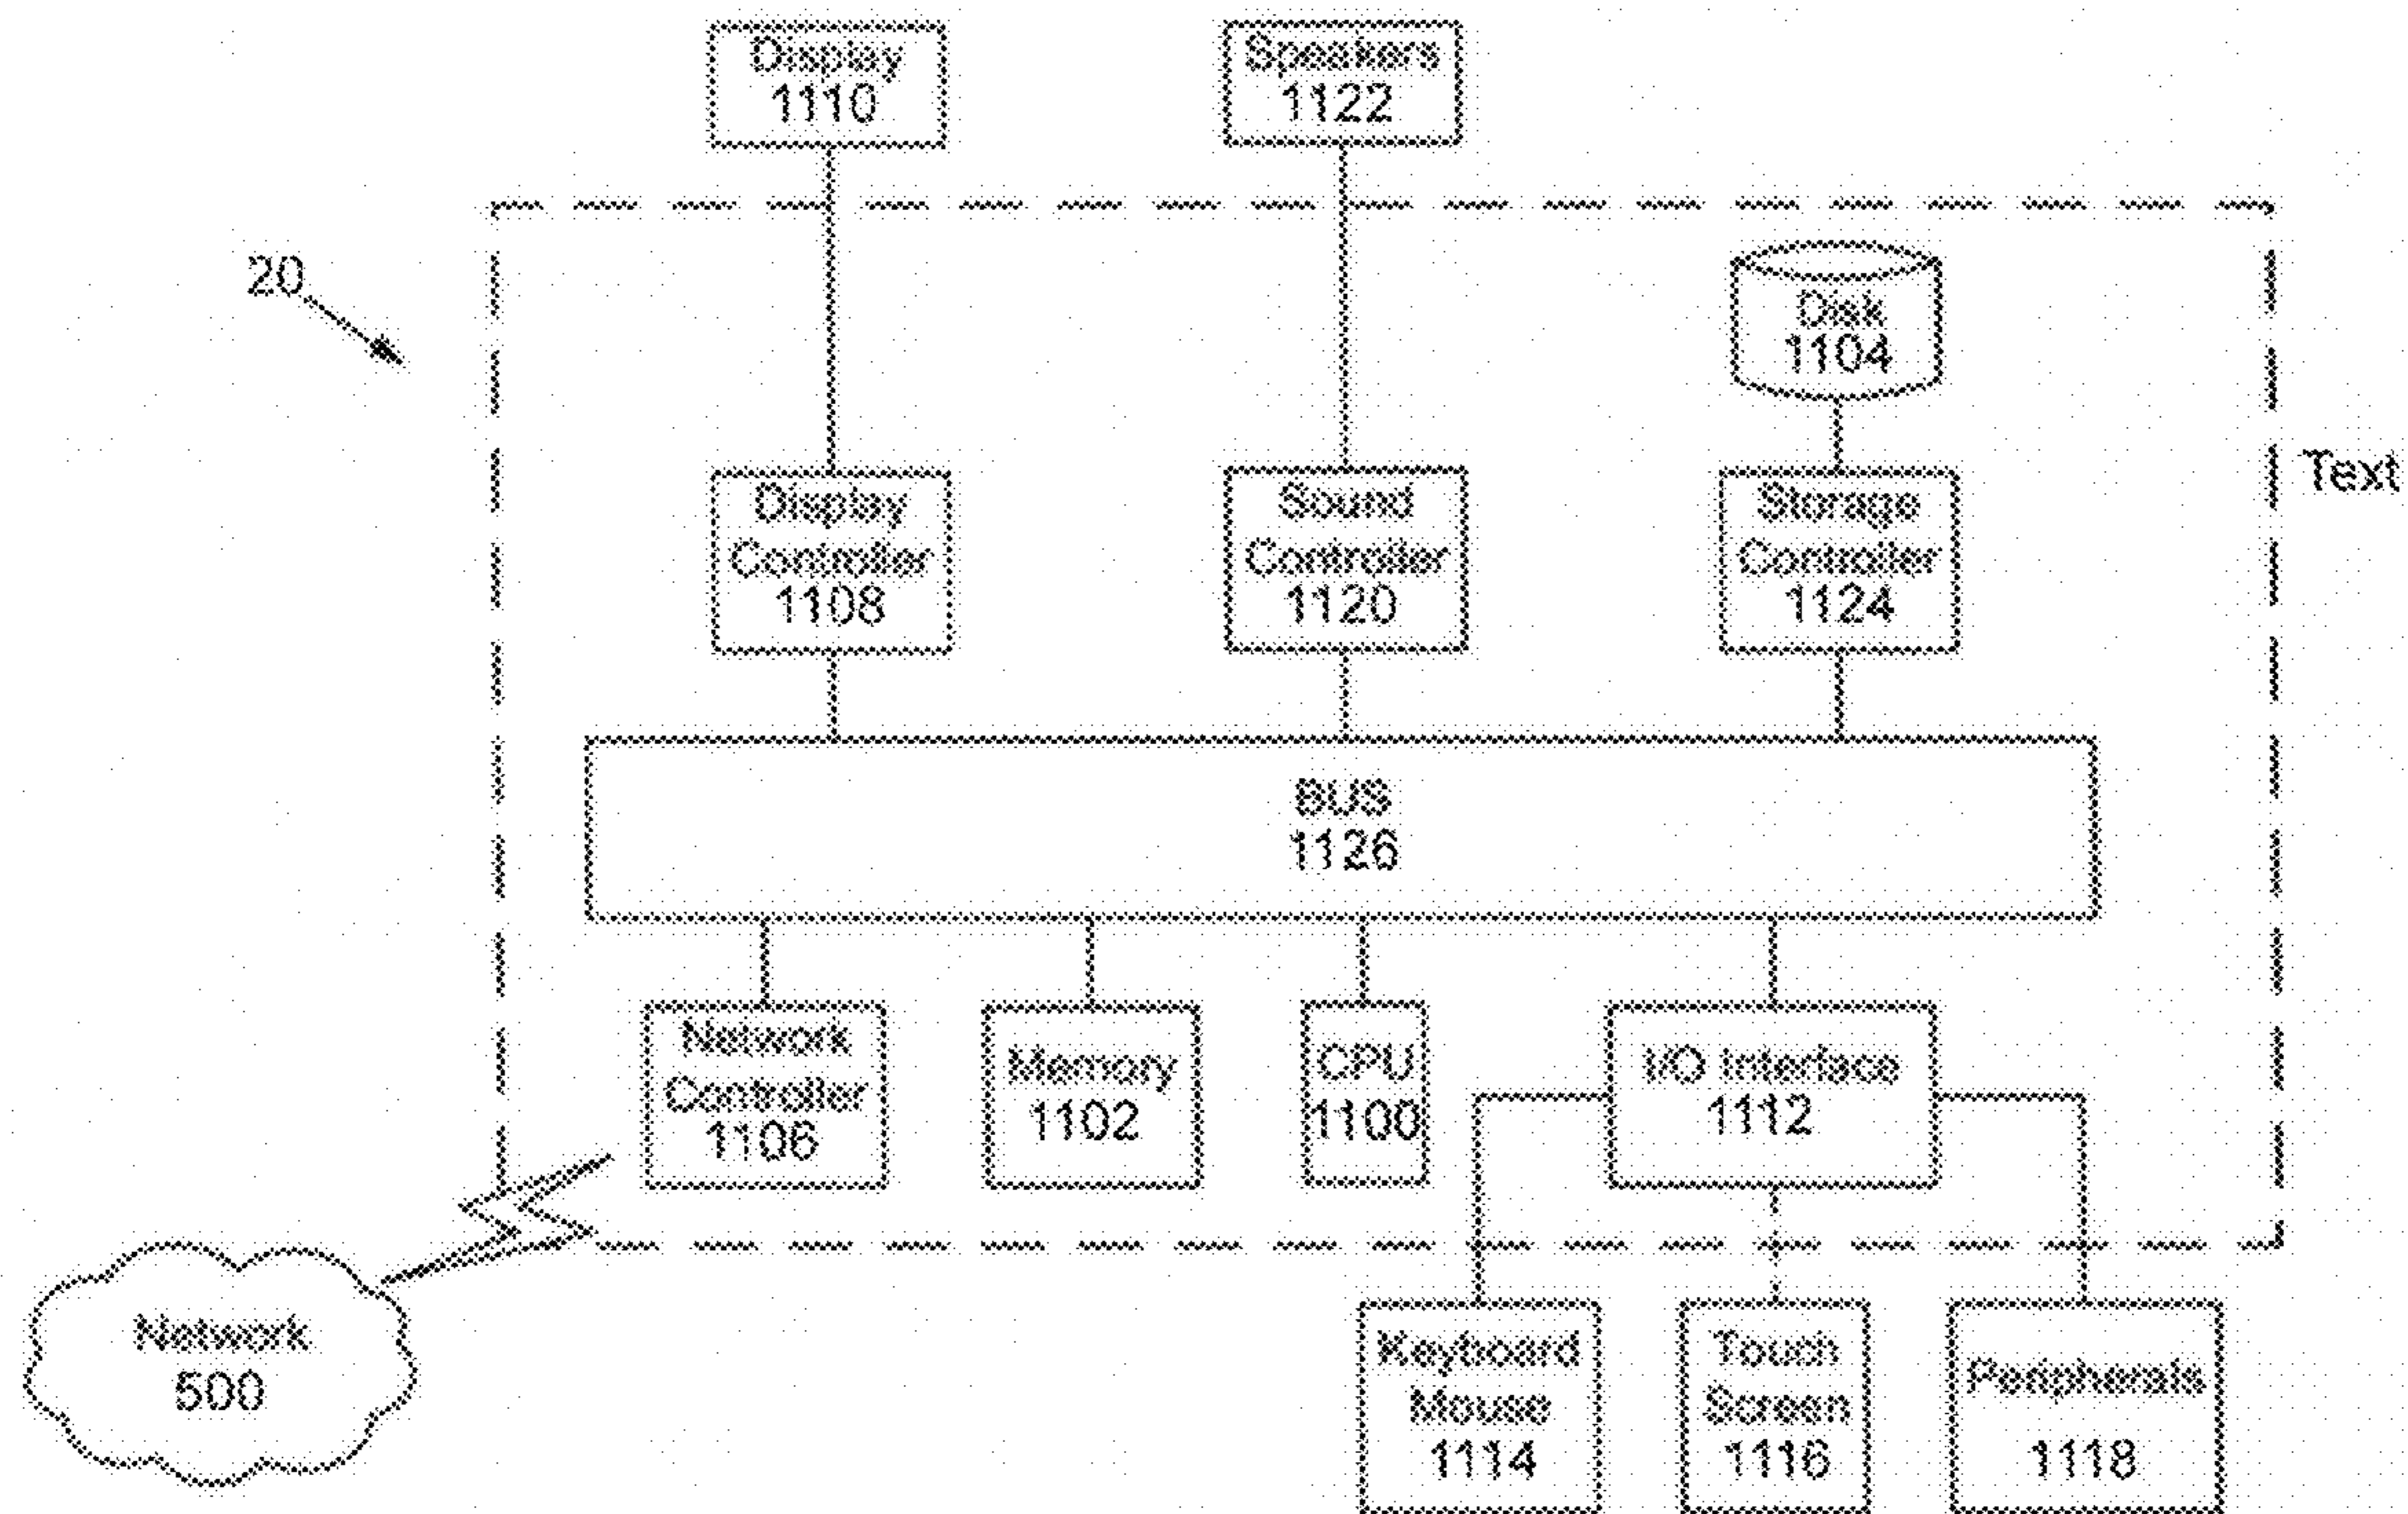 Display
1110
Speakers
1122
20
Disk
1104
Text
Display
Controller
1108
Sound
Controller
1120
Storage
Controller
1124
BUS
1126
Network
Controller
1106
Memory
1102
CPU
1100
I/O Interface
1112
Network
500
Keyboard
Mouse
1114
Touch
Screen
1116
Peripherals
1118